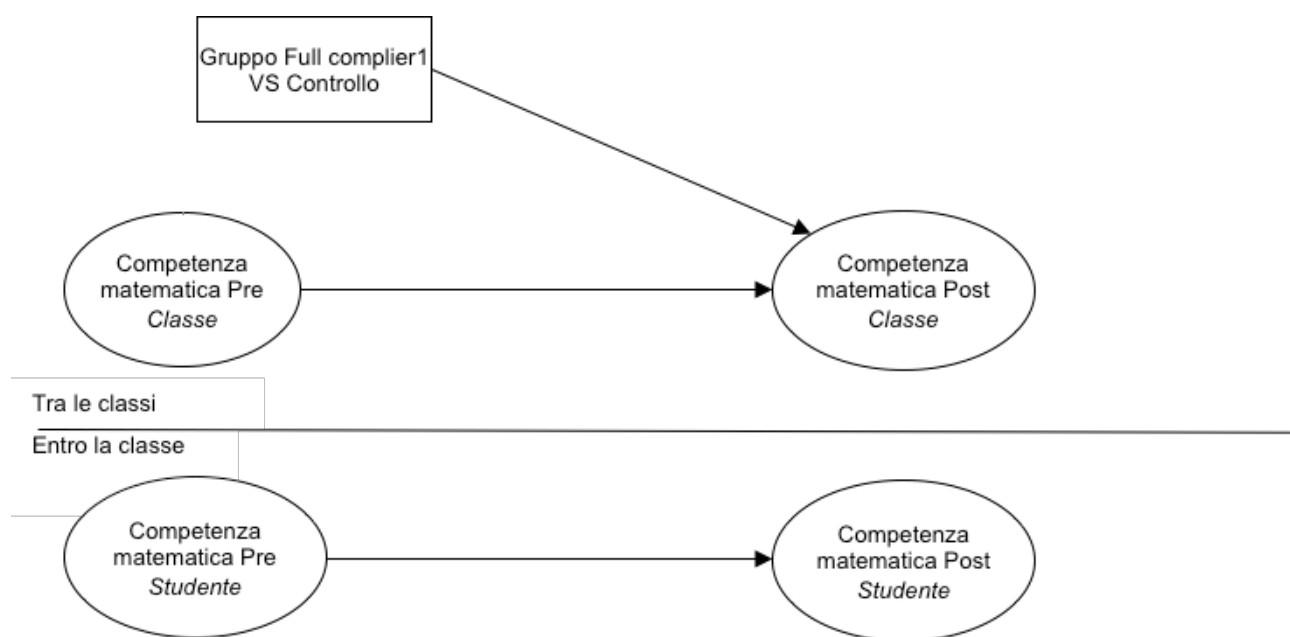 Gruppo Full complier1
VS Controllo
Competenza
matematica Pre
Classe
Competenza
matematica Post
Classe
Tra le classi
Entro la classe
Competenza
matematica Pre
Studente
Competenza
matematica Post
Studente